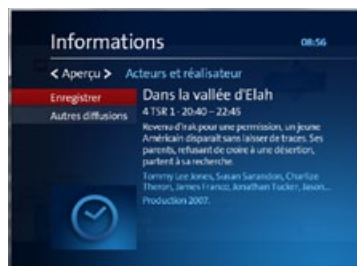 Informations
08:56
< Aperçu > Acteurs et réalisateur
Enregistrer
Autres diffusions
Dans la vallée d'Elah
4 TSR 1 - 20:40 – 22:45
Revenu d'Irak pour une permission, un jeune
Américain disparaît sans laisser de traces. Ses
parents, refusant de croire à une désertion,
partent à sa recherche.
Tommy Lee Jones, Susan Sarandon, Charlize
Theron, James Franco, Jonathan Tucker, Jason...
Production 2007.